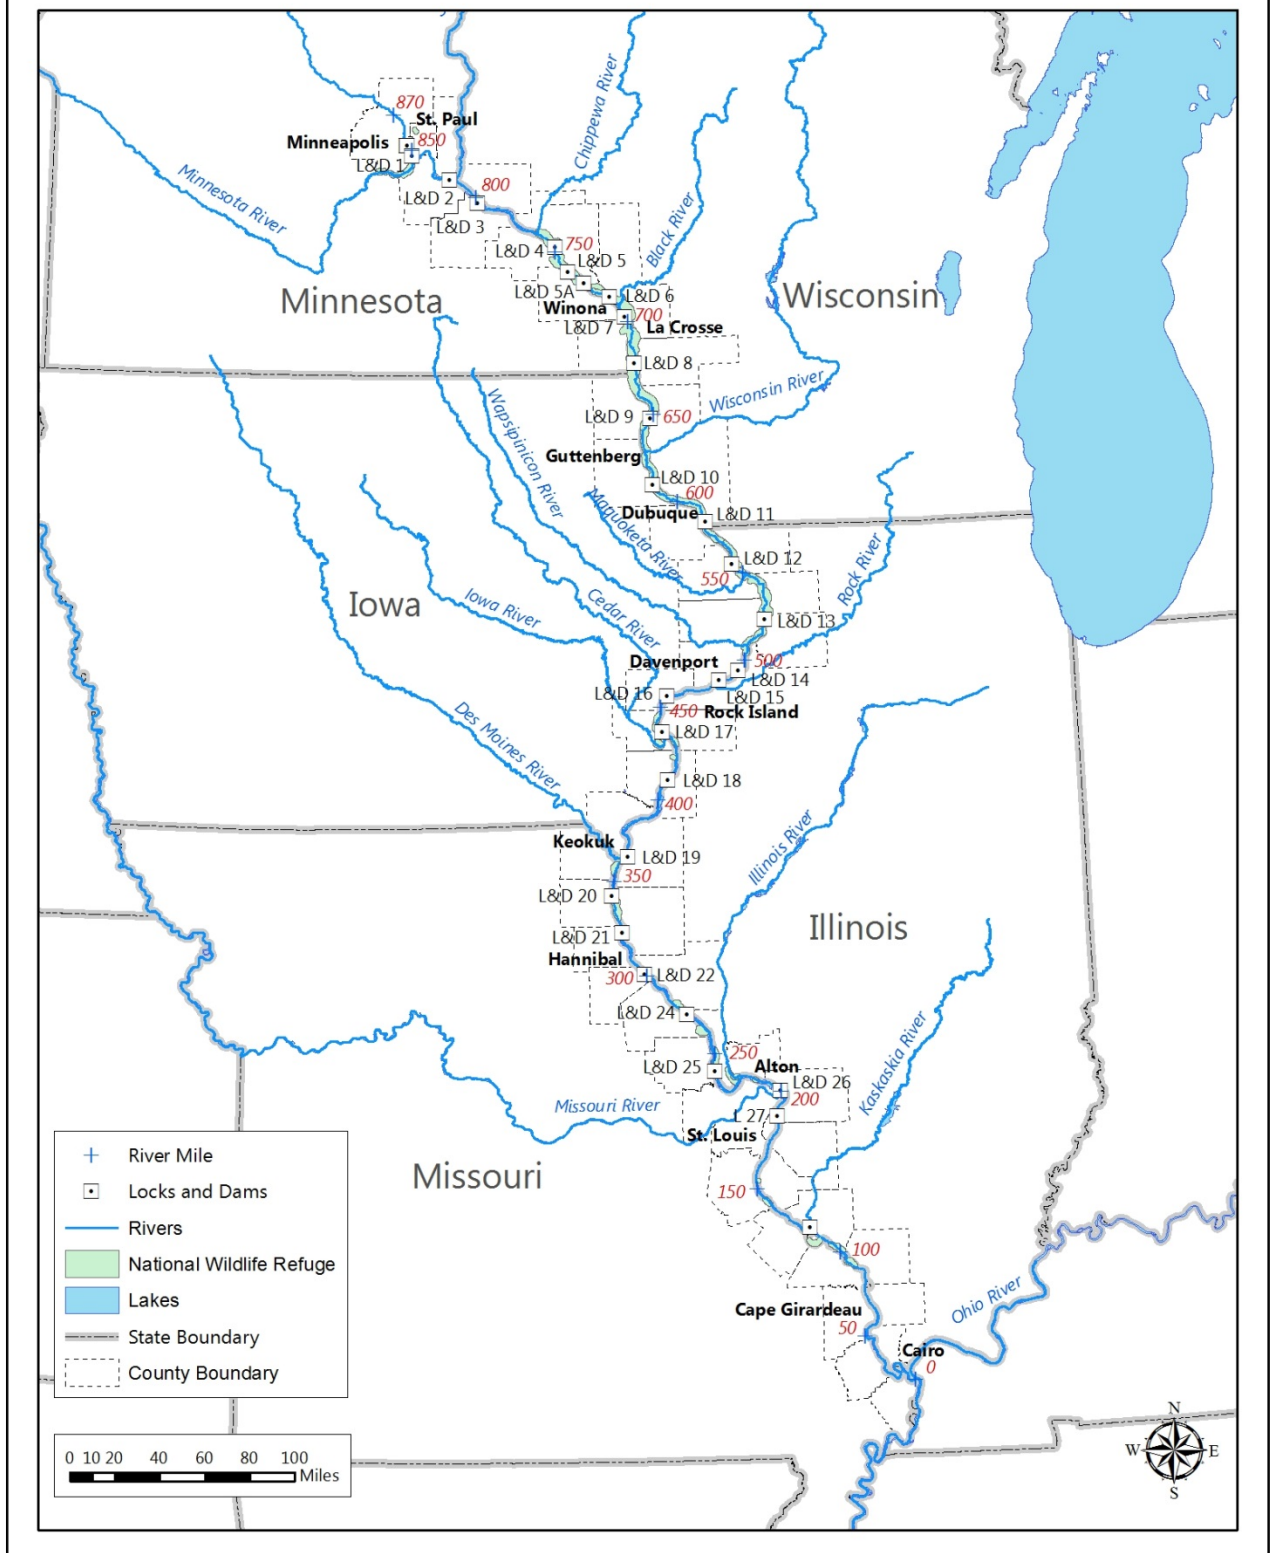 870
St. Paul
Minneapolis
850
L&D 1
Chippewa River
Minnesota River
L&D 2
800
L&D 3
Black River
L&D 4
750
L&D 5
L&D 5A
L&D 6
Minnesota
Wisconsin
Winona
700
L&D 7
La Crosse
L&D 8
Wisconsin River
L&D 9
650
Wapsipinicon River
Guttenberg
L&D 10
600
Maquoketa River
Dubuque
L&D 11
L&D 12
550
Rock River
Iowa
Iowa River
Cedar River
L&D 13
Davenport
500
L&D 14
L&D 15
L&D 16
450
Rock Island
Des Moines River
L&D 17
L&D 18
400
Keokuk
L&D 19
Illinois River
350
L&D 20
Illinois
L&D 21
Hannibal
300
L&D 22
L&D 24
Kaskaskia River
250
L&D 25
Alton
L&D 26
200
Missouri River
L 27
St. Louis
Missouri
150
100
Ohio River
Cape Girardeau
50
Cairo
0
River Mile
Locks and Dams
Rivers
National Wildlife Refuge
Lakes
State Boundary
County Boundary
0 10 20 40 60 80 100
Miles
N
W E
S